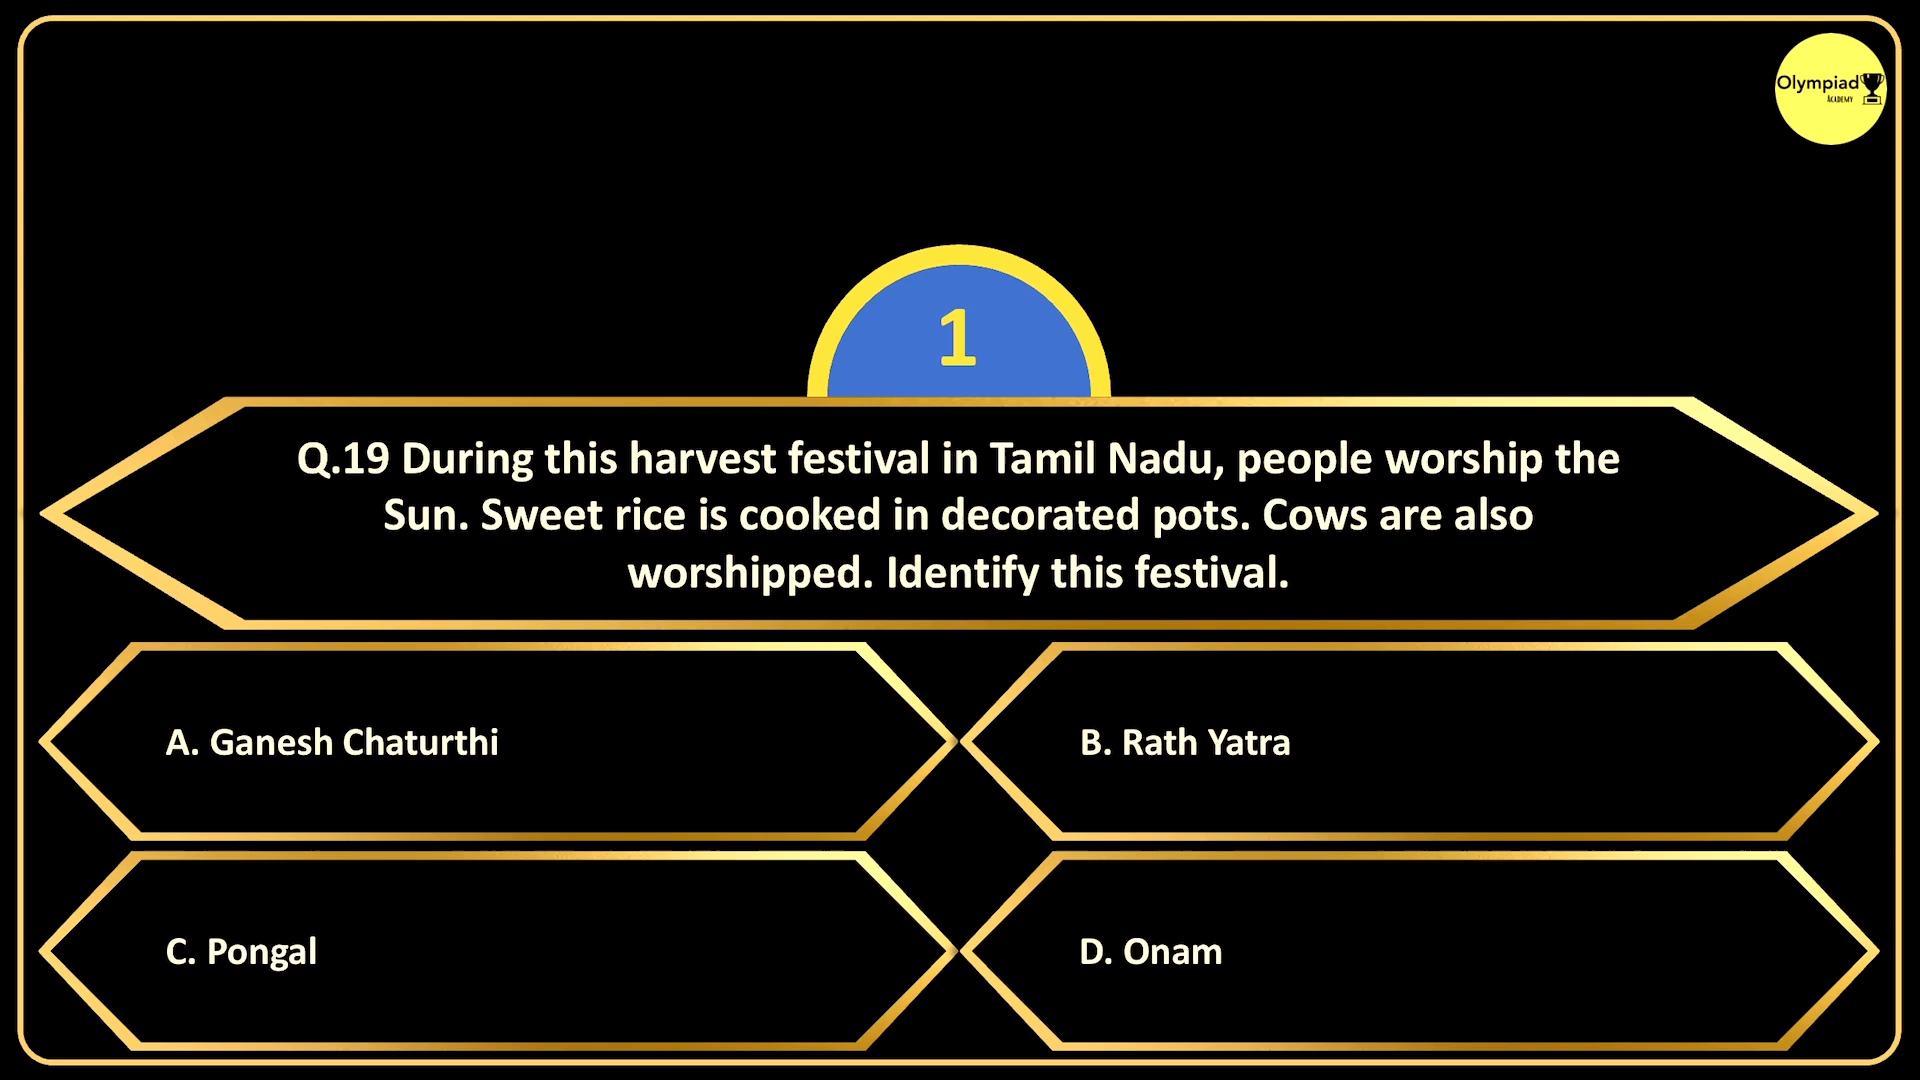 Olympiad
ACADEMY
1
Q.19 During this harvest festival in Tamil Nadu, people worship the
Sun. Sweet rice is cooked in decorated pots. Cows are also
worshipped. Identify this festival.
A. Ganesh Chaturthi
B. Rath Yatra
C. Pongal
D. Onam